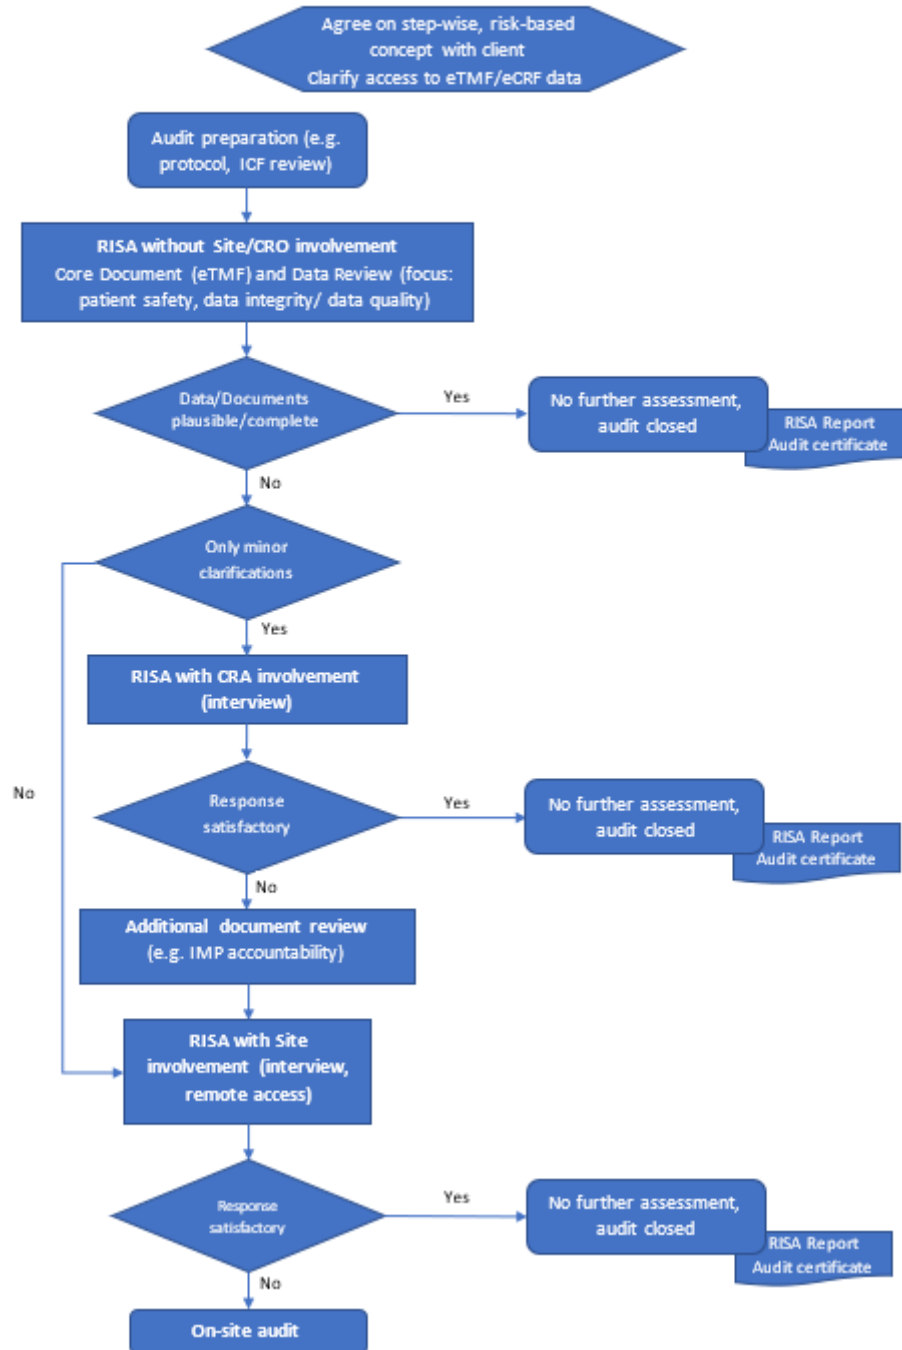 Agree on step-wise, risk-based
concept with client
Clarify access to eTMF/eCRF data
Audit preparation (e.g.
protocol, ICF review)
RISA without Site/CRO involvement
Core Document (eTMF) and Data Review (focus:
patient safety, data integrity/ data quality)
Data/Documents
plausible/complete
Yes
No further assessment,
audit closed
RISA Report
Audit certificate
No
Only minor
clarifications
Yes
RISA with CRA involvement
(interview)
No
Response
satisfactory
Yes
No further assessment,
audit closed
RISA Report
Audit certificate
No
Additional document review
(e.g. IMP accountability)
RISA with Site
involvement (interview,
remote access)
Response
satisfactory
Yes
No further assessment,
audit closed
RISA Report
Audit certificate
No
On-site audit